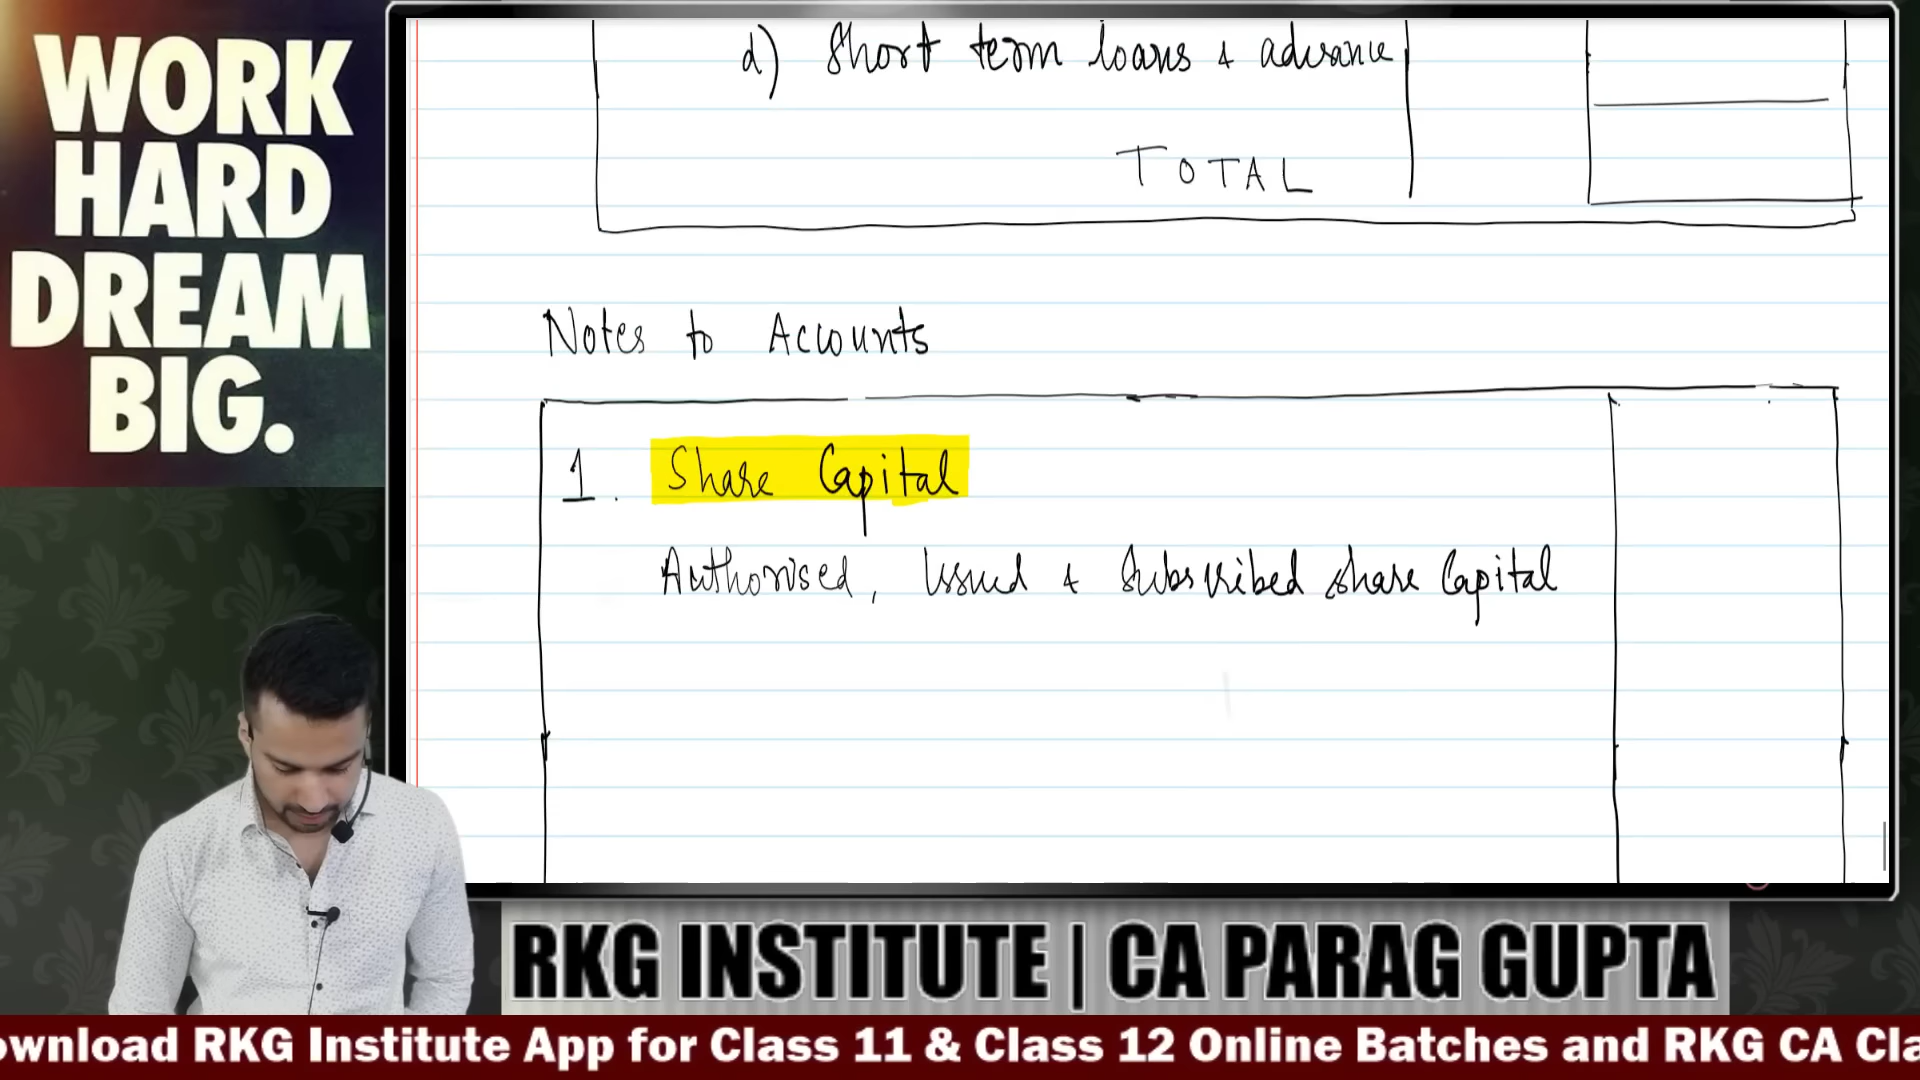 WORK
HARD
DREAM
BIG.
d) Short term loans & advance
TOTAL
Notes to Accounts
1. Share Capital
Authorised, Issued & Subscribed share Capital
RKG INSTITUTE | CA PARAG GUPTA
ownload RKG Institute App for Class 11 & Class 12 Online Batches and RKG CA Cla